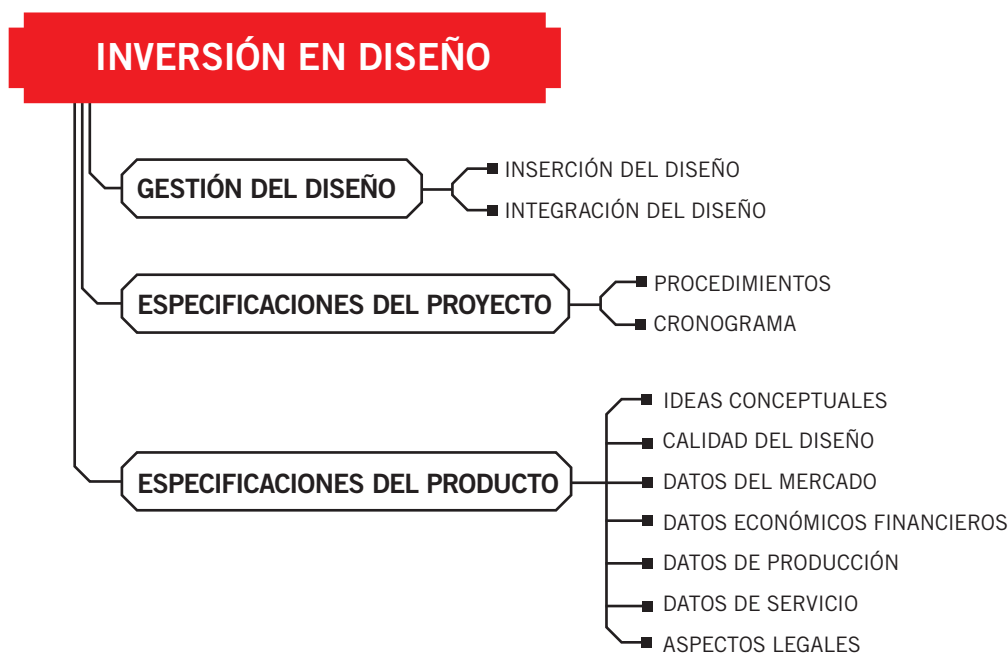 INVERSIÓN EN DISEÑO
GESTIÓN DEL DISEÑO
INSERCIÓN DEL DISEÑO
INTEGRACIÓN DEL DISEÑO
ESPECIFICACIONES DEL PROYECTO
PROCEDIMIENTOS
CRONOGRAMA
ESPECIFICACIONES DEL PRODUCTO
IDEAS CONCEPTUALES
CALIDAD DEL DISEÑO
DATOS DEL MERCADO
DATOS ECONÓMICOS FINANCIEROS
DATOS DE PRODUCCIÓN
DATOS DE SERVICIO
ASPECTOS LEGALES